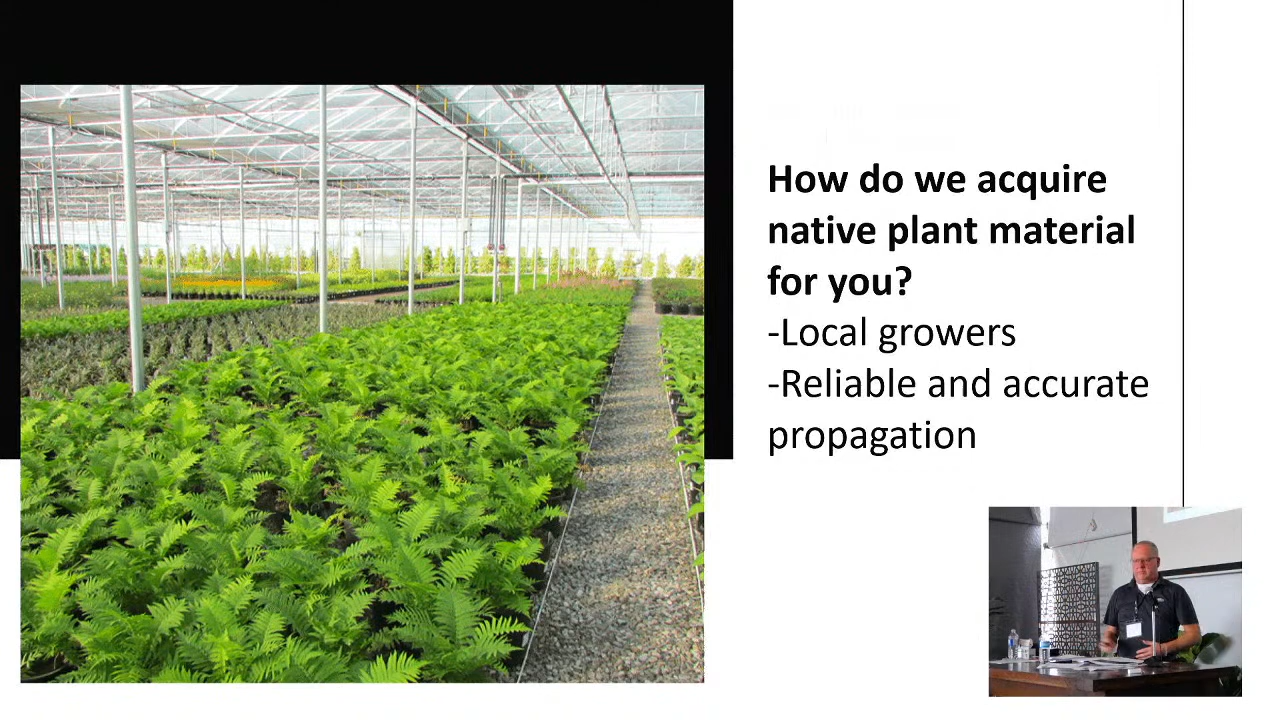 How do we acquire
native plant material
for you?
-Local growers
-Reliable and accurate
propagation